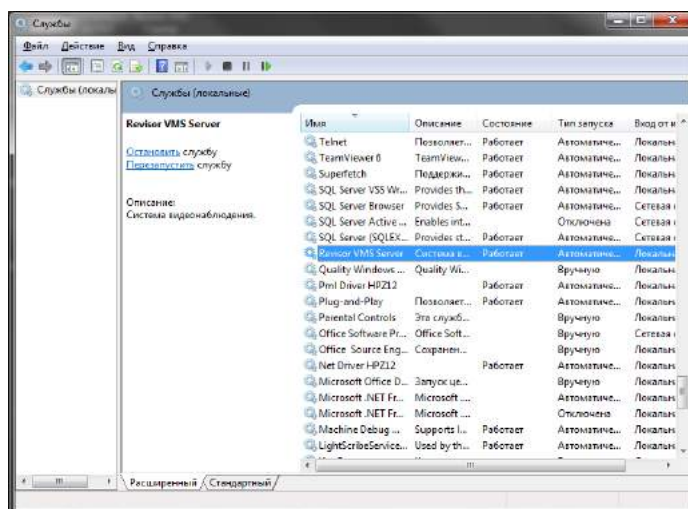 Службы
Файл Действие Вид Справка
Службы (локальн
Службы (локальные)
Revisor VMS Server
Остановить службу
Перезапустить службу
Описание:
Система видеонаблюдения.
Имя Описание Состояние Тип запуска Вход от и
Telnet Позволяет... Работает Автоматиче... Локальн
TeamViewer 6 TeamView... Работает Автоматиче... Локальн
Superfetch Поддержи... Работает Автоматиче... Локальн
SQL Server VSS Wr... Provides th... Работает Автоматиче... Локальн
SQL Server Browser Provides S... Работает Автоматиче... Сетевая
SQL Server Active ... Enables int... Отключена Сетевая
SQL Server (SQLEX... Provides st... Работает Автоматиче... Сетевая
Revisor VMS Server Система в... Работает Автоматиче... Локальн
Quality Windows ... Quality Wi... Вручную Локальн
Pml Driver HPZ12 Работает Автоматиче... Локальн
Plug-and-Play Позволяет... Работает Автоматиче... Локальн
Parental Controls Эта служб... Вручную Локальн
Office Software Pr... Office Soft... Вручную Сетевая
Office Source Eng... Сохранен... Вручную Локальн
Net Driver HPZ12 Работает Автоматиче... Локальн
Microsoft Office D... Запуск це... Вручную Локальн
Microsoft .NET Fr... Microsoft .... Автоматиче... Локальн
Microsoft .NET Fr... Microsoft .... Отключена Локальн
Machine Debug ... Supports l... Работает Автоматиче... Локальн
LightScribeService... Used by th... Работает Автоматиче... Локальн
Расширенный Стандартный